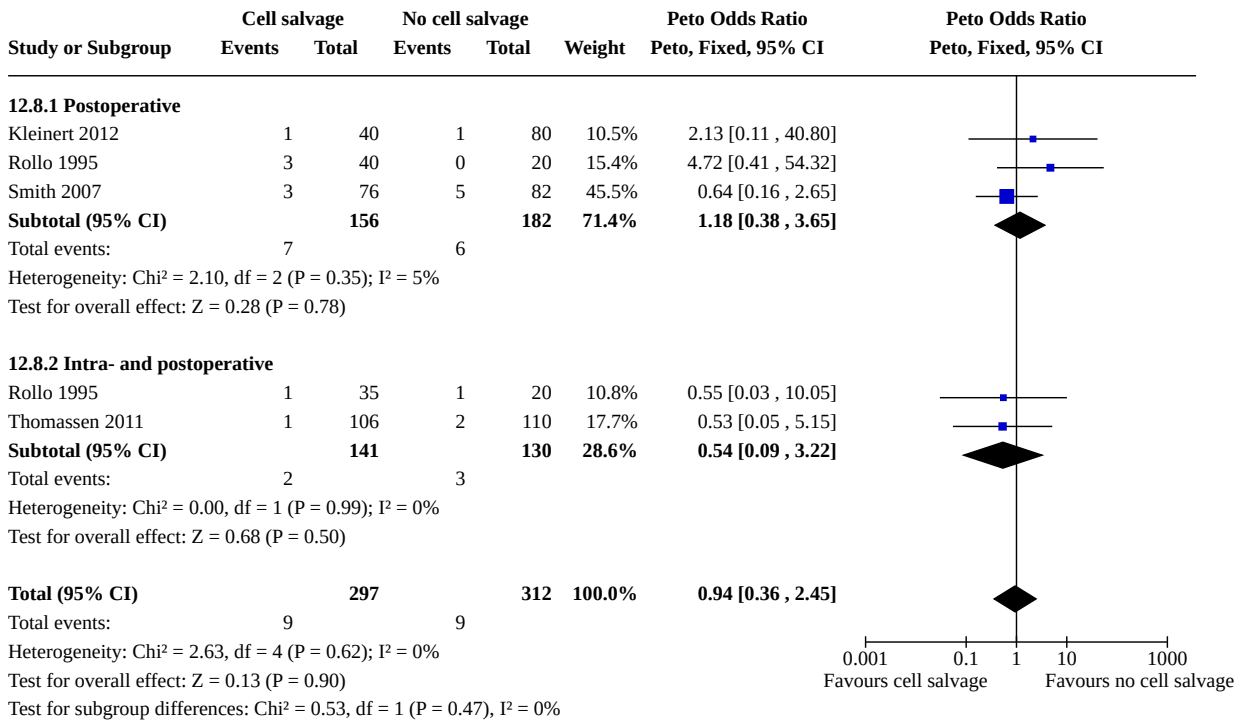 Cell salvage No cell salvage Peto Odds Ratio Peto Odds Ratio
Study or Subgroup Events Total Events Total Weight Peto, Fixed, 95% CI Peto, Fixed, 95% CI
12.8.1 Postoperative
Kleinert 2012 1 40 1 80 10.5% 2.13 [0.11 , 40.80]
Rollo 1995 3 40 0 20 15.4% 4.72 [0.41 , 54.32]
Smith 2007 3 76 5 82 45.5% 0.64 [0.16 , 2.65]
Subtotal (95% CI) 156 182 71.4% 1.18 [0.38 , 3.65]
Total events: 7 6
Heterogeneity: Chi² = 2.10, df = 2 (P = 0.35); I² = 5%
Test for overall effect: Z = 0.28 (P = 0.78)
12.8.2 Intra- and postoperative
Rollo 1995 1 35 1 20 10.8% 0.55 [0.03 , 10.05]
Thomassen 2011 1 106 2 110 17.7% 0.53 [0.05 , 5.15]
Subtotal (95% CI) 141 130 28.6% 0.54 [0.09 , 3.22]
Total events: 2 3
Heterogeneity: Chi² = 0.00, df = 1 (P = 0.99); I² = 0%
Test for overall effect: Z = 0.68 (P = 0.50)
Total (95% CI) 297 312 100.0% 0.94 [0.36 , 2.45]
Total events: 9 9
Heterogeneity: Chi² = 2.63, df = 4 (P = 0.62); I² = 0%
Test for overall effect: Z = 0.13 (P = 0.90)
Test for subgroup differences: Chi² = 0.53, df = 1 (P = 0.47), I² = 0%
0.001 0.1 1 10 1000
Favours cell salvage Favours no cell salvage